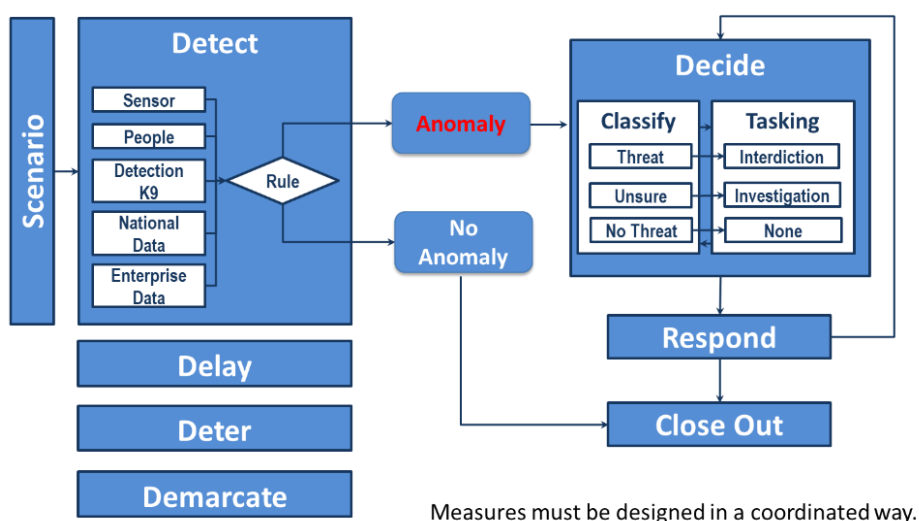 Scenario
Detect
Sensor
People
Detection
K9
National
Data
Enterprise
Data
Rule
Anomaly
No
Anomaly
Decide
Classify
Threat
Unsure
No Threat
Tasking
Interdiction
Investigation
None
Respond
Close Out
Delay
Deter
Demarcate
Measures must be designed in a coordinated way.